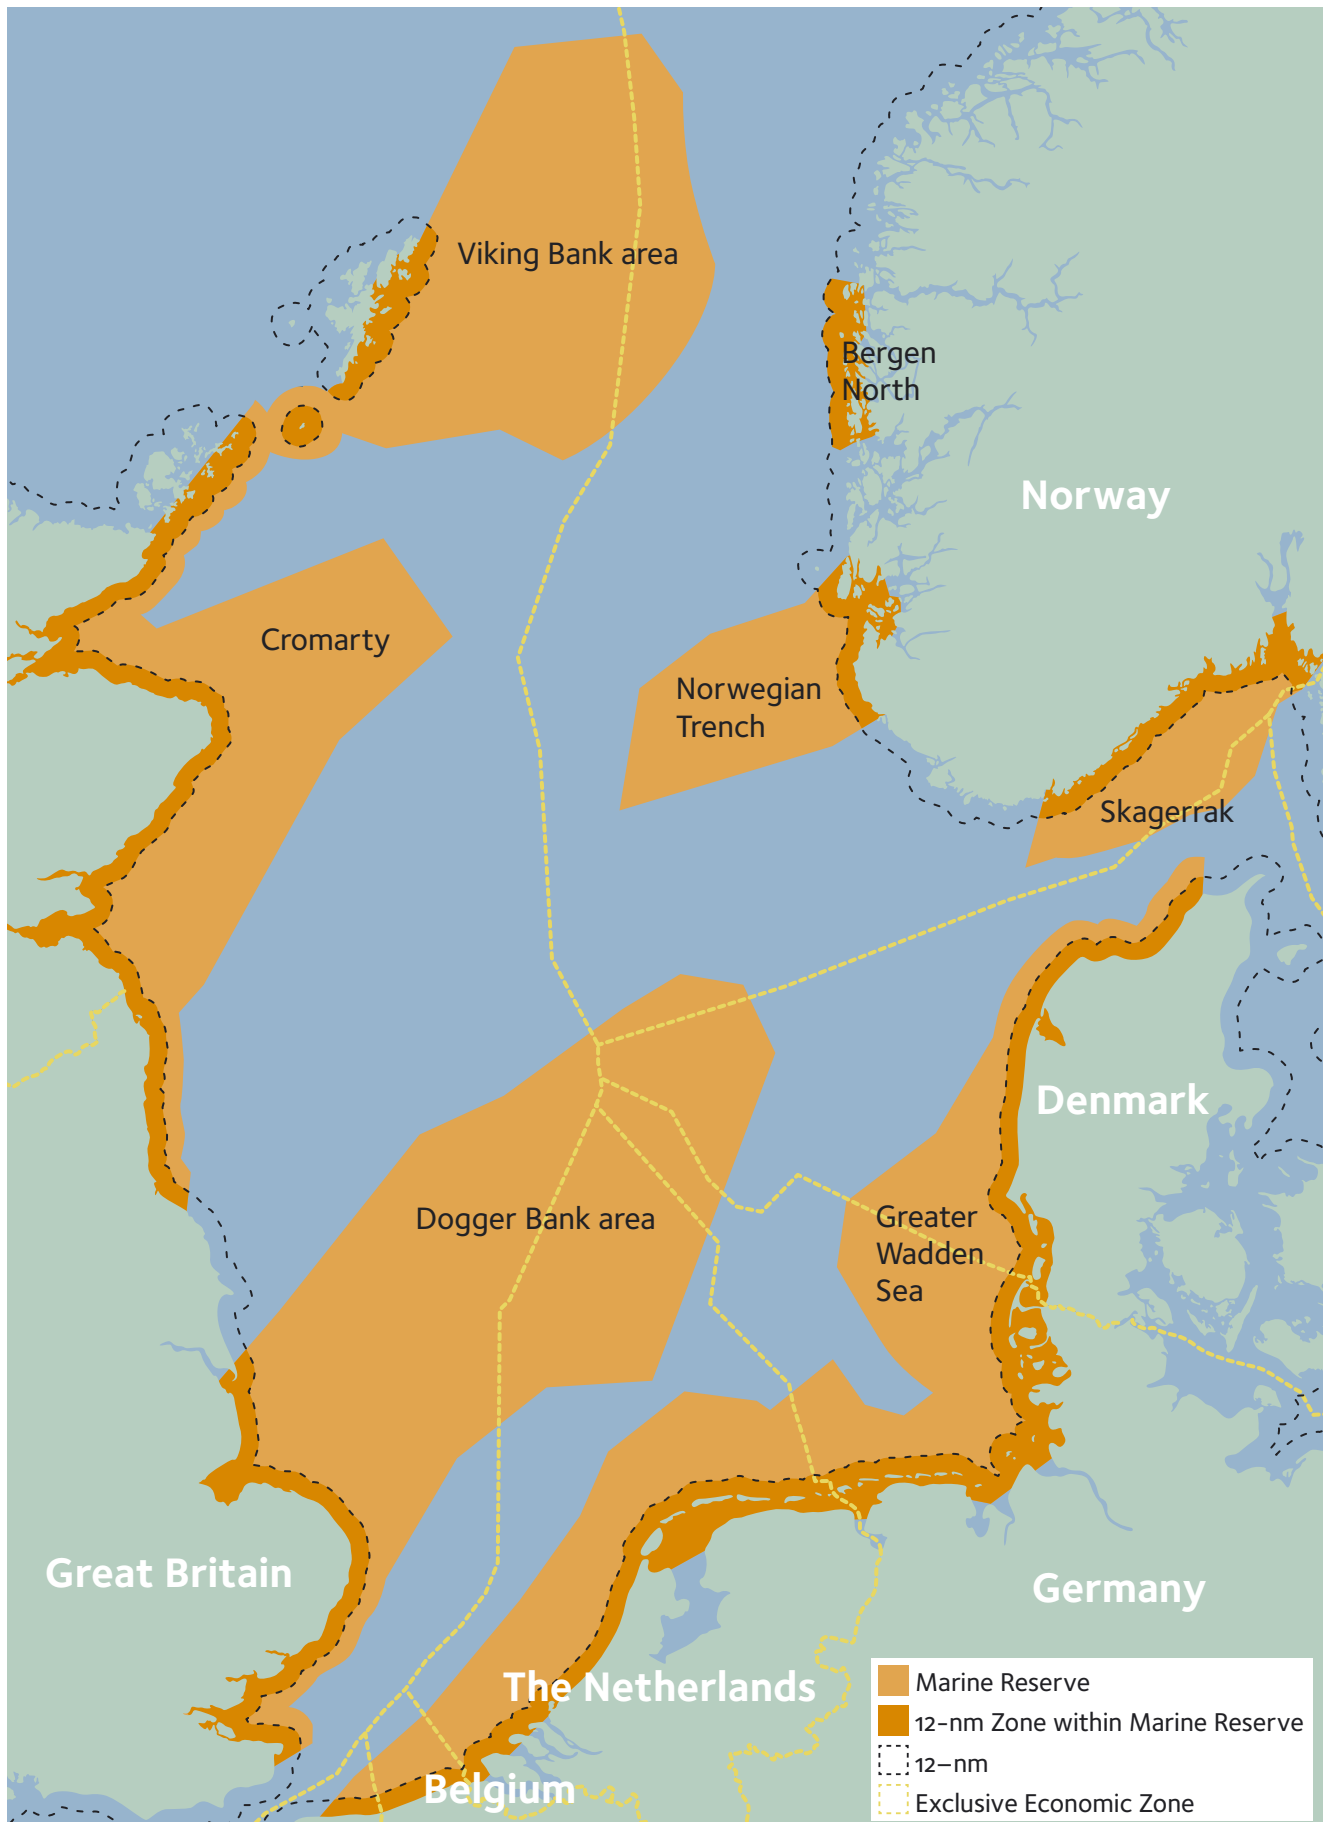 Viking Bank area
Bergen
North
Norway
Cromarty
Norwegian
Trench
Skagerrak
Denmark
Dogger Bank area
Greater
Wadden
Sea
Great Britain
Germany
The Netherlands
Belgium
Marine Reserve
12-nm Zone within Marine Reserve
12–nm
Exclusive Economic Zone